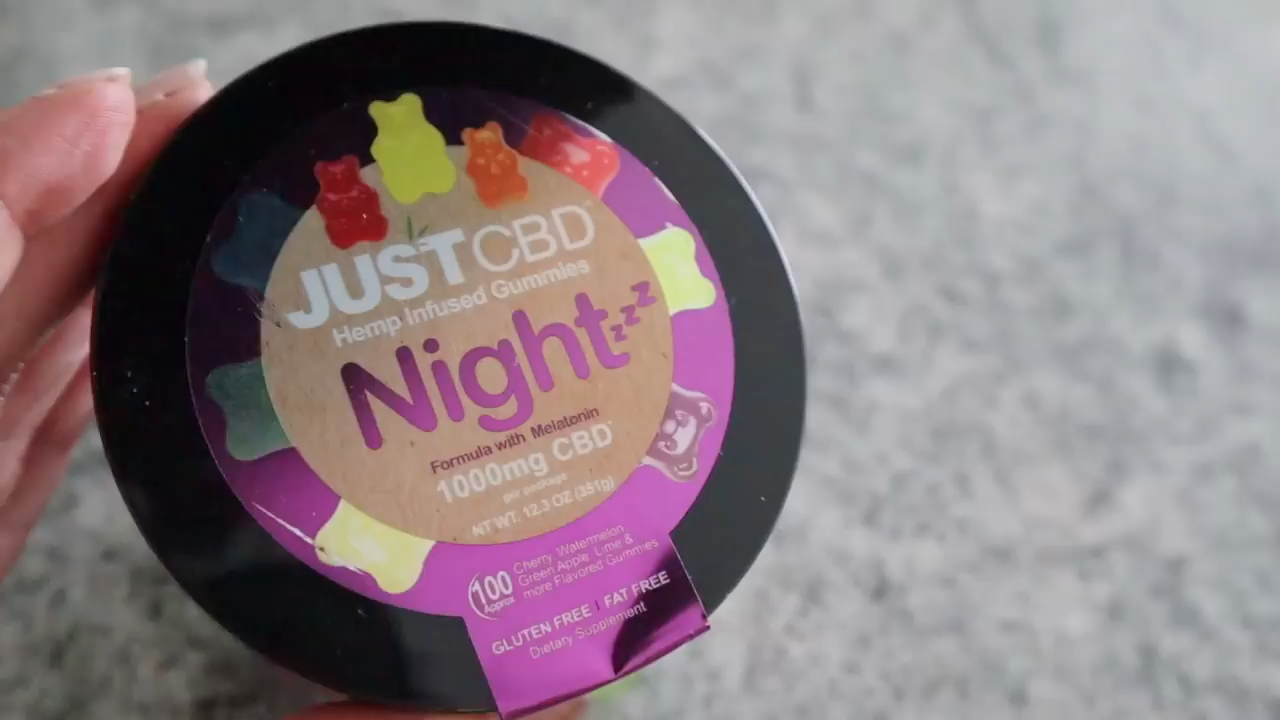 JUSTCBD™
Hemp Infused Gummies
Nightzzz
Formula with Melatonin
1000mg CBD
per package
NT WT. 12.3 OZ (351g)
100
Approx
Cherry, Watermelon,
Green Apple, Lime &
more Flavored Gummies
GLUTEN FREE | FAT FREE
Dietary Supplement